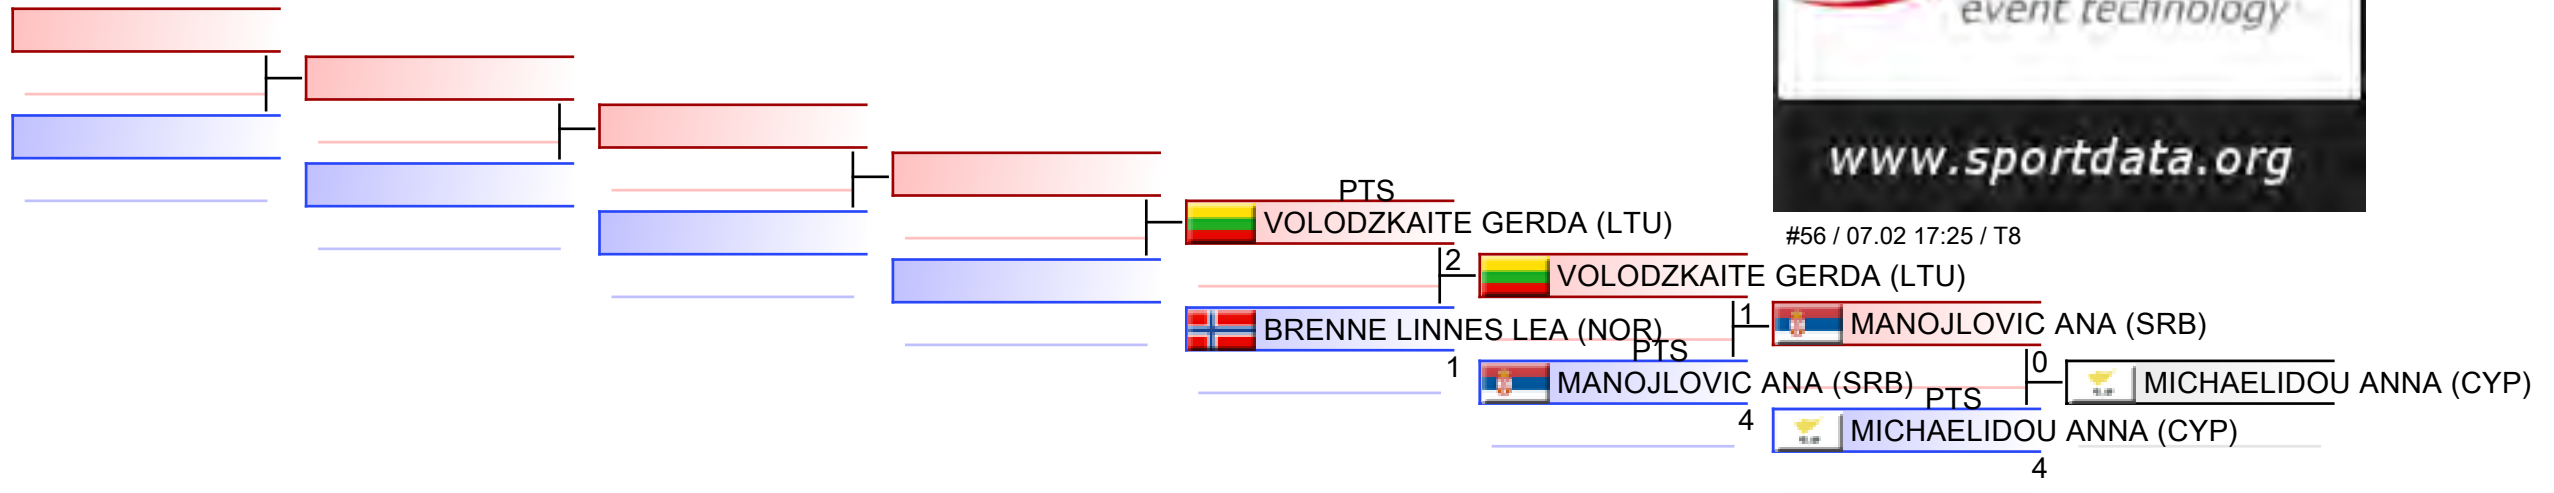 event technology
www.sportdata.org
PTS
VOLODZKAITE GERDA (LTU)
#56 / 07.02 17:25 / T8
2
VOLODZKAITE GERDA (LTU)
BRENNE LINNES LEA (NOR)
1
1
MANOJLOVIC ANA (SRB)
PTS
MANOJLOVIC ANA (SRB)
4
0
MICHAELIDOU ANNA (CYP)
PTS
MICHAELIDOU ANNA (CYP)
4